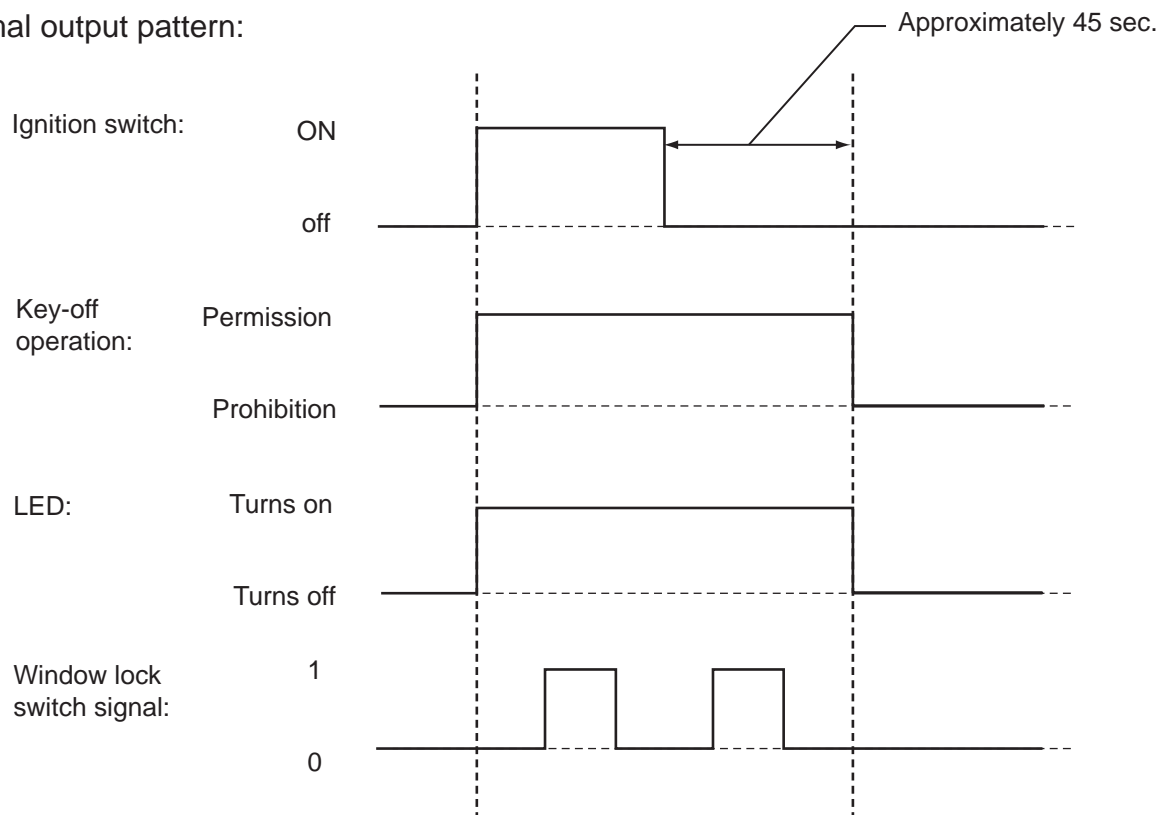 output pattern:
Approximately 45 sec.
Ignition switch:
ON
off
Key-off
operation:
Permission
Prohibition
LED:
Turns on
Turns off
Window lock
switch signal:
1
0